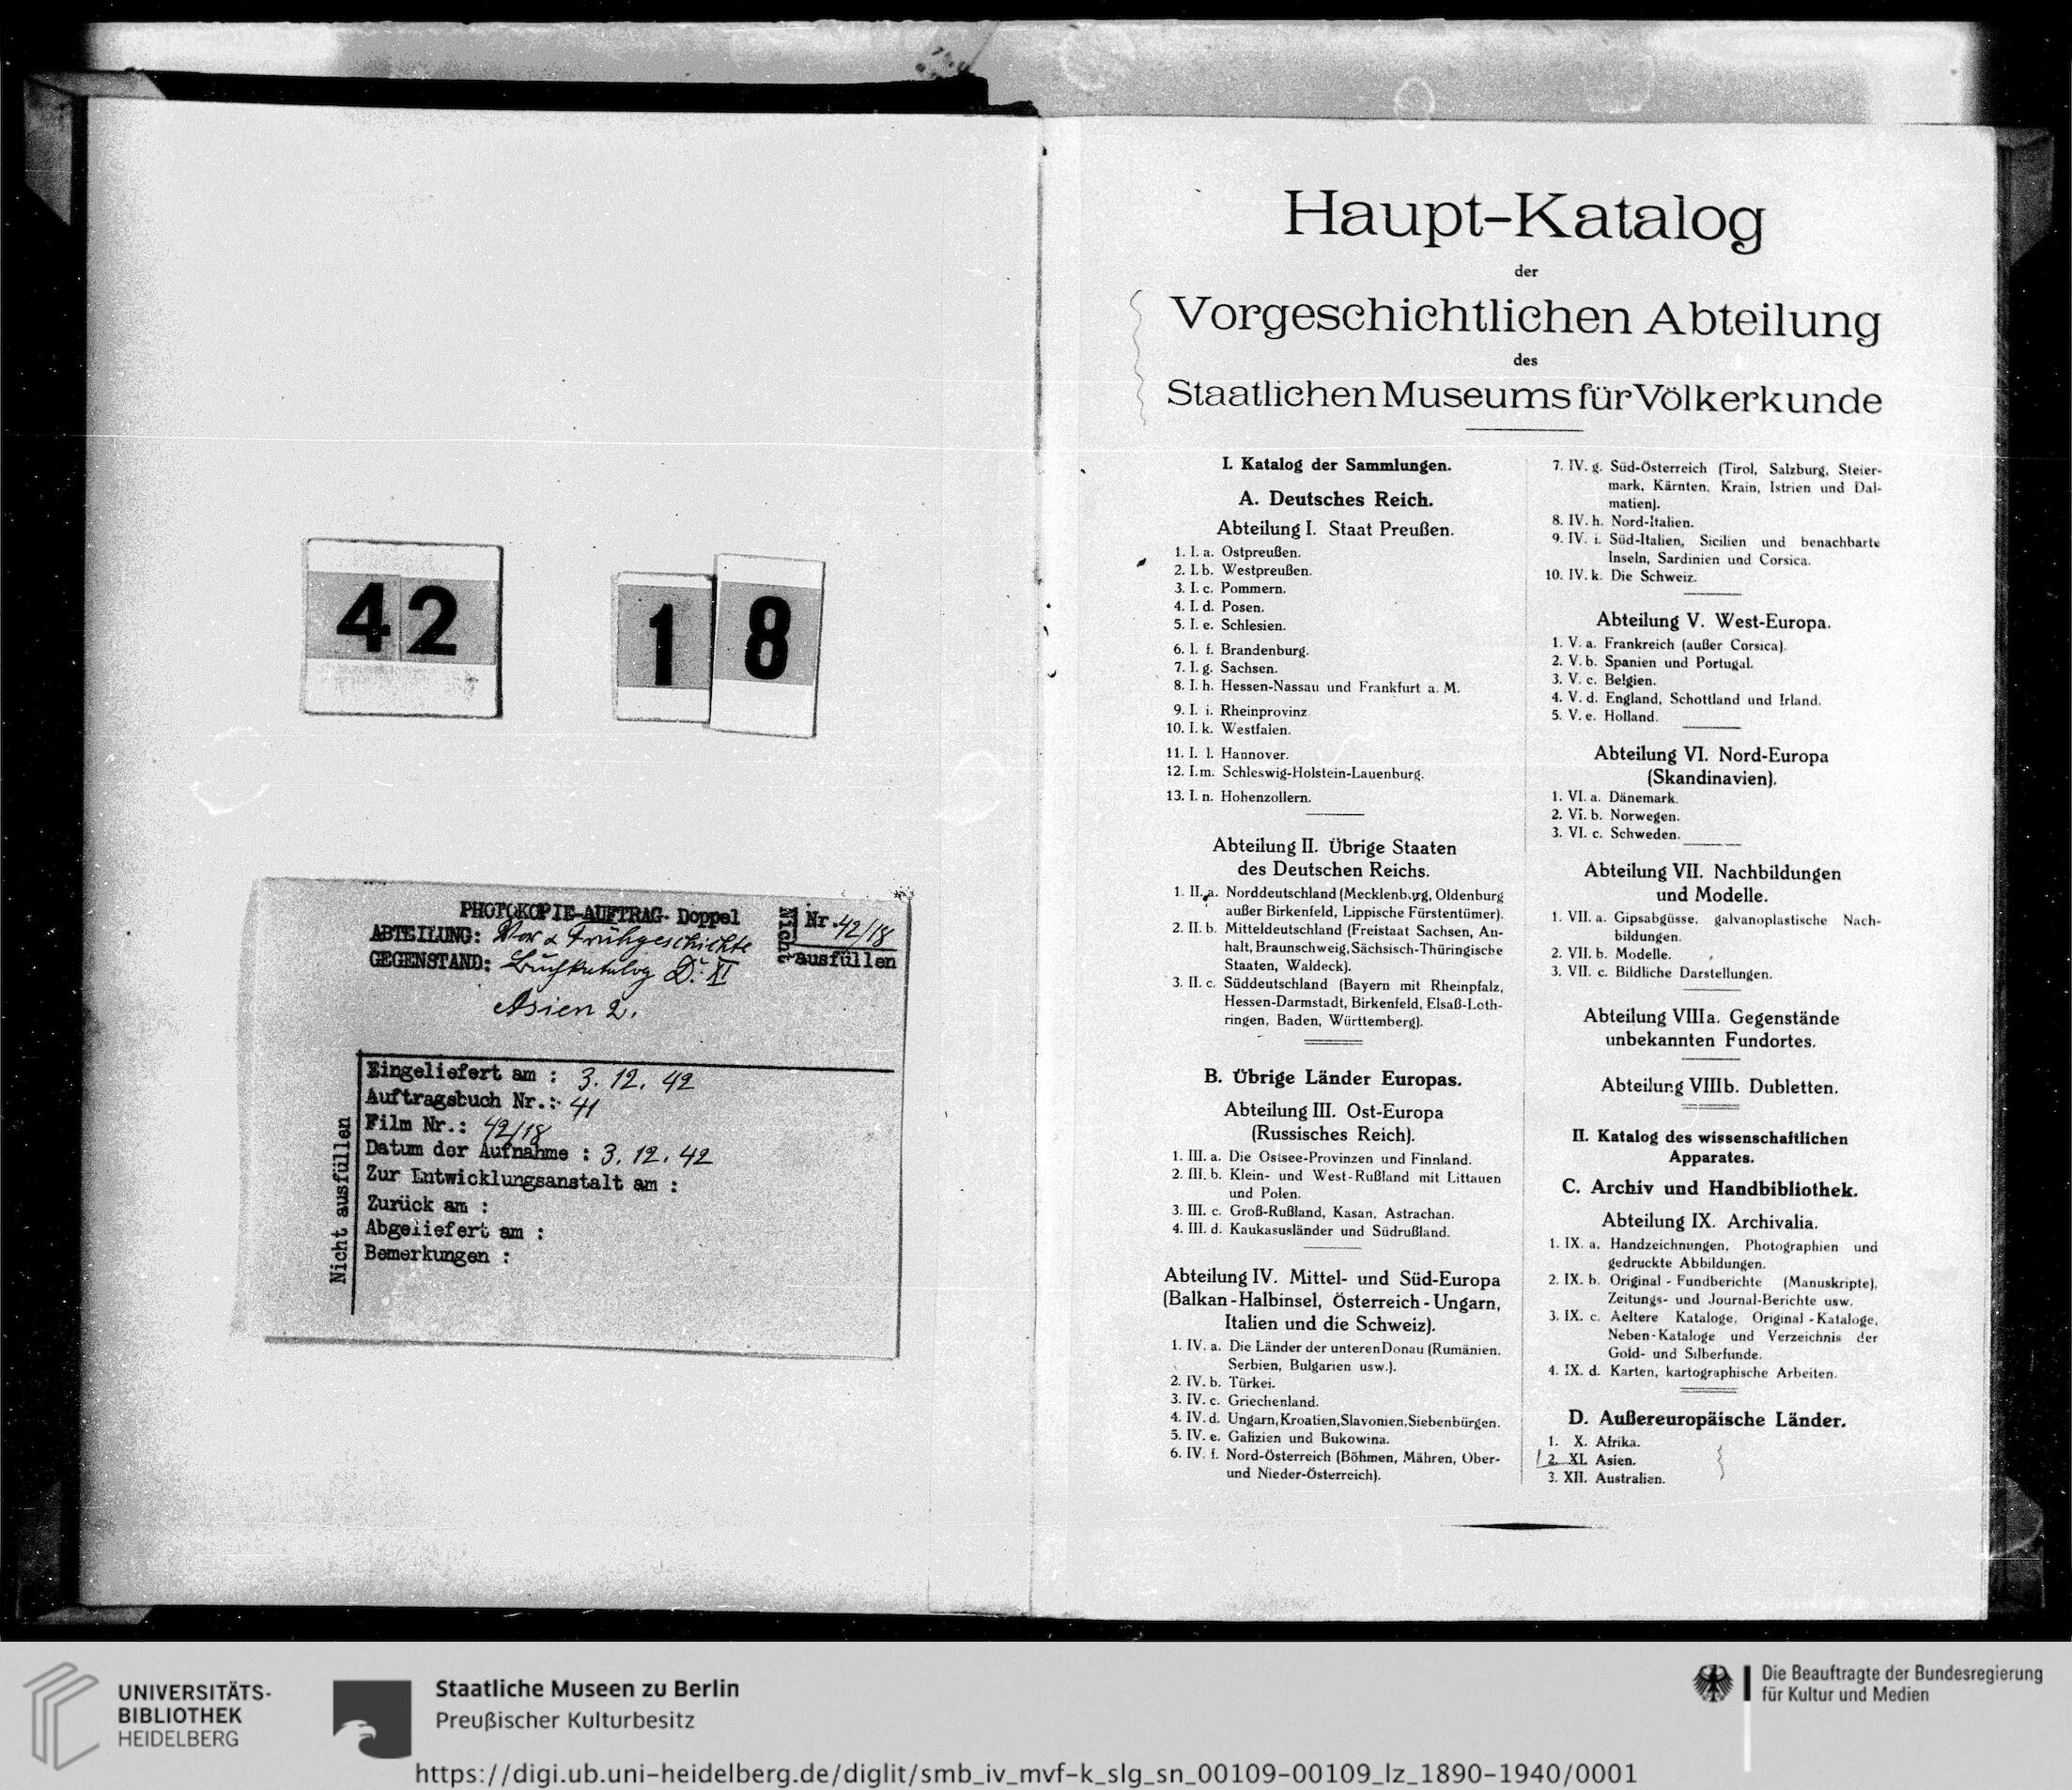 42
18
PHOTOKOPIE-AUFTRAG- Doppel
Nr. 42/18
Nicht
ausfüllen
ABTEILUNG: Vor & Frühgeschichte
GEGENSTAND: Buchkatalog D. XI
Asien 2.
Eingeliefert am : 3. 12. 42
Auftragsbuch Nr.: 41
Film Nr.: 42/18
Datum der Aufnahme : 3. 12. 42
Zur Entwicklungsanstalt am :
Zurück am :
Abgeliefert am :
Bemerkungen :
Nicht ausfüllen
Haupt-Katalog
der
Vorgeschichtlichen Abteilung
des
Staatlichen Museums für Völkerkunde
I. Katalog der Sammlungen.
A. Deutsches Reich.
Abteilung I. Staat Preußen.
1. I. a. Ostpreußen.
2. I. b. Westpreußen.
3. I. c. Pommern.
4. I. d. Posen.
5. I. e. Schlesien.
6. I. f. Brandenburg.
7. I. g. Sachsen.
8. I. h. Hessen-Nassau und Frankfurt a. M.
9. I. i. Rheinprovinz
10. I. k. Westfalen.
11. I. l. Hannover.
12. I. m. Schleswig-Holstein-Lauenburg.
13. I. n. Hohenzollern.
Abteilung II. Übrige Staaten
des Deutschen Reichs.
1. II. a. Norddeutschland (Mecklenburg, Oldenburg
außer Birkenfeld, Lippische Fürstentümer).
2. II. b. Mitteldeutschland (Freistaat Sachsen, An-
halt, Braunschweig, Sächsisch-Thüringische
Staaten, Waldeck).
3. II. c. Süddeutschland (Bayern mit Rheinpfalz,
Hessen-Darmstadt, Birkenfeld, Elsaß-Loth-
ringen, Baden, Württemberg).
B. Übrige Länder Europas.
Abteilung III. Ost-Europa
(Russisches Reich).
1. III. a. Die Ostsee-Provinzen und Finnland.
2. III. b. Klein- und West-Rußland mit Littauen
und Polen.
3. III. c. Groß-Rußland, Kasan, Astrachan.
4. III. d. Kaukasusländer und Südrußland.
Abteilung IV. Mittel- und Süd-Europa
(Balkan-Halbinsel, Österreich-Ungarn,
Italien und die Schweiz).
1. IV. a. Die Länder der unteren Donau (Rumänien,
Serbien, Bulgarien usw.).
2. IV. b. Türkei.
3. IV. c. Griechenland.
4. IV. d. Ungarn, Kroatien, Slavonien, Siebenbürgen.
5. IV. e. Galizien und Bukowina.
6. IV. f. Nord-Österreich (Böhmen, Mähren, Ober-
und Nieder-Österreich).
7. IV. g. Süd-Österreich (Tirol, Salzburg, Steier-
mark, Kärnten, Krain, Istrien und Dal-
matien).
8. IV. h. Nord-Italien.
9. IV. i. Süd-Italien, Sicilien und benachbarte
Inseln, Sardinien und Corsica.
10. IV. k. Die Schweiz.
Abteilung V. West-Europa.
1. V. a. Frankreich (außer Corsica).
2. V. b. Spanien und Portugal.
3. V. c. Belgien.
4. V. d. England, Schottland und Irland.
5. V. e. Holland.
Abteilung VI. Nord-Europa
(Skandinavien).
1. VI. a. Dänemark.
2. VI. b. Norwegen.
3. VI. c. Schweden.
Abteilung VII. Nachbildungen
und Modelle.
1. VII. a. Gipsabgüsse, galvanoplastische Nach-
bildungen.
2. VII. b. Modelle.
3. VII. c. Bildliche Darstellungen.
Abteilung VIIIa. Gegenstände
unbekannten Fundortes.
Abteilung VIIIb. Dubletten.
II. Katalog des wissenschaftlichen
Apparates.
C. Archiv und Handbibliothek.
Abteilung IX. Archivalia.
1. IX. a. Handzeichnungen, Photographien und
gedruckte Abbildungen.
2. IX. b. Original-Fundberichte (Manuskripte),
Zeitungs- und Journal-Berichte usw.
3. IX. c. Aeltere Kataloge, Original-Kataloge,
Neben-Kataloge und Verzeichnis der
Gold- und Silberfunde.
4. IX. d. Karten, kartographische Arbeiten.
D. Außereuropäische Länder.
1. X. Afrika.
2. XI. Asien.
3. XII. Australien.
UNIVERSITÄTS-
BIBLIOTHEK
HEIDELBERG
Staatliche Museen zu Berlin
Preußischer Kulturbesitz
Die Beauftragte der Bundesregierung
für Kultur und Medien
https://digi.ub.uni-heidelberg.de/diglit/smb_iv_mvf-k_slg_sn_00109-00109_lz_1890-1940/0001